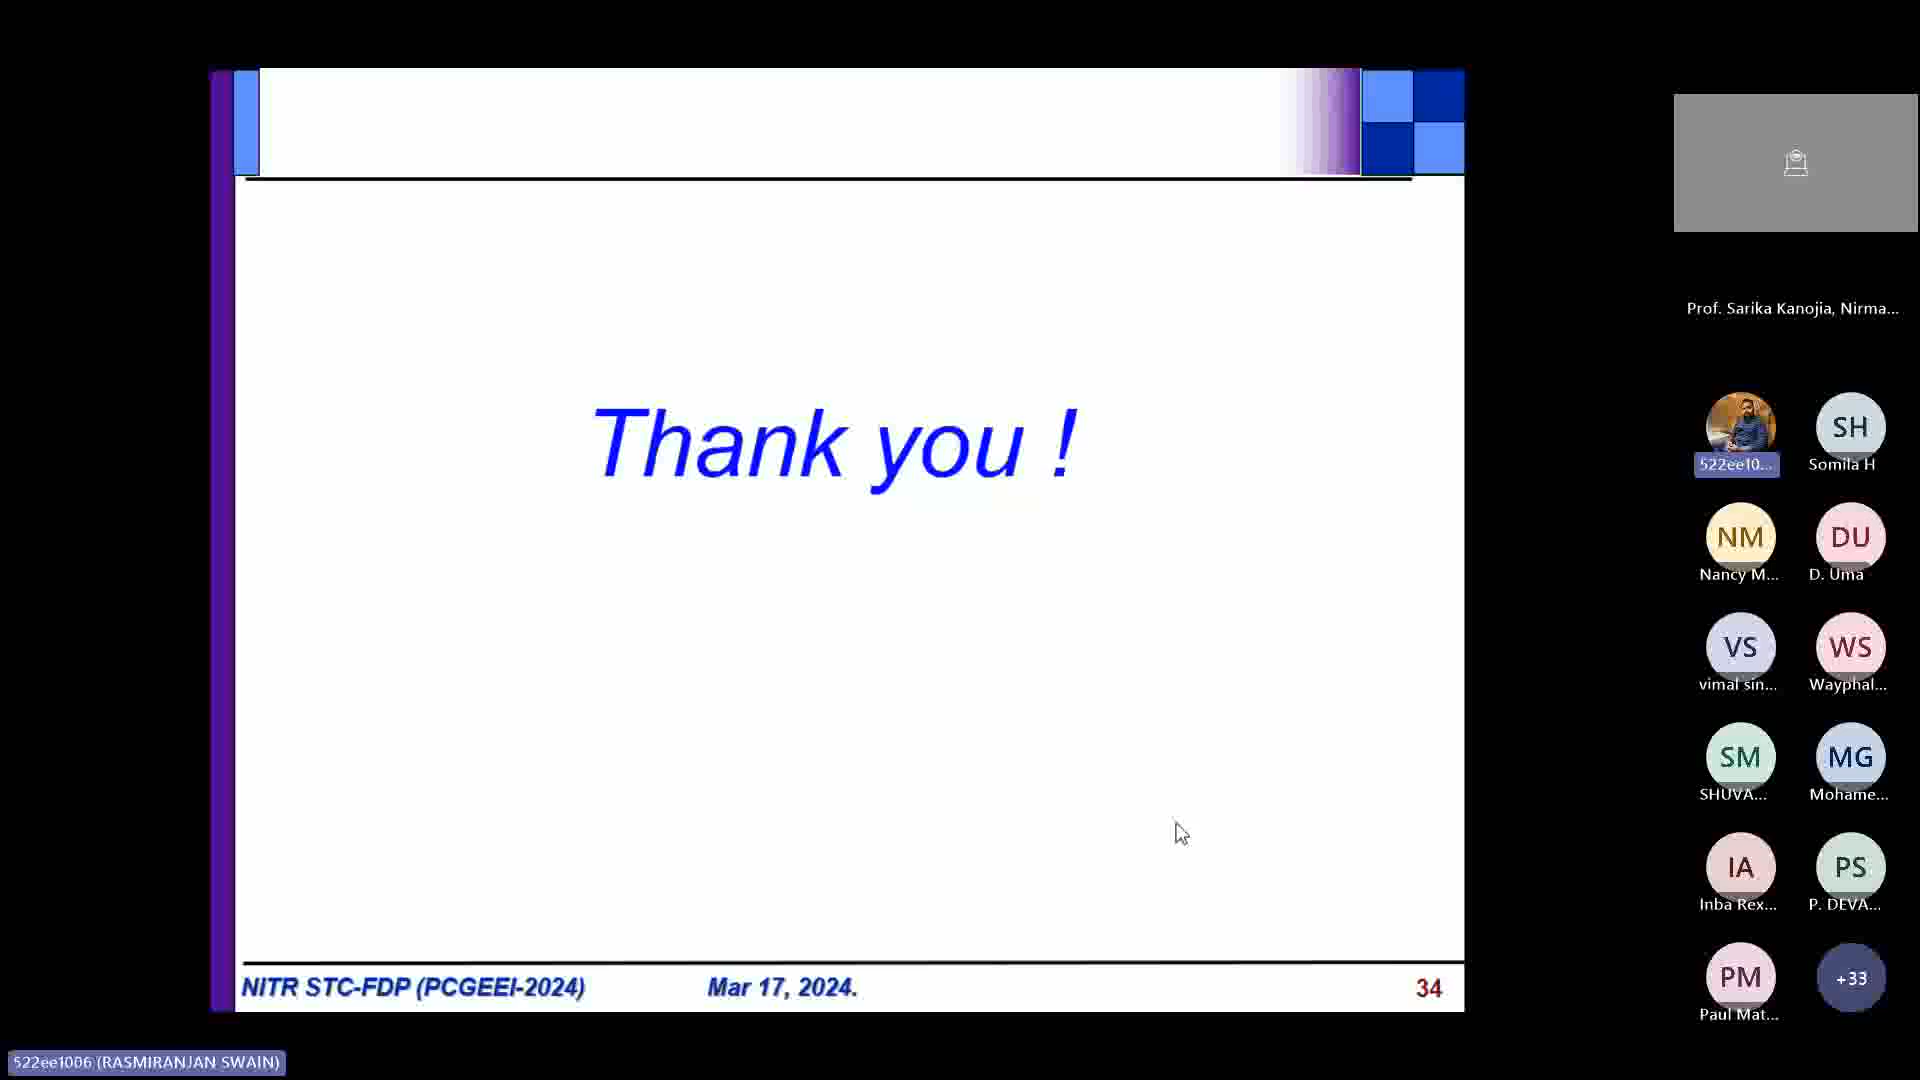 Thank you !
NITR STC-FDP (PCGEEI-2024) Mar 17, 2024. 34
Prof. Sarika Kanojia, Nirma...
522ee10... Somila H
NM DU
Nancy M... D. Uma
VS WS
vimal sin... Wayphal...
SM MG
SHUVA... Mohame...
IA PS
Inba Rex... P. DEVA...
PM +33
Paul Mat...
SH
522ee1006 (RASMIRANJAN SWAIN)